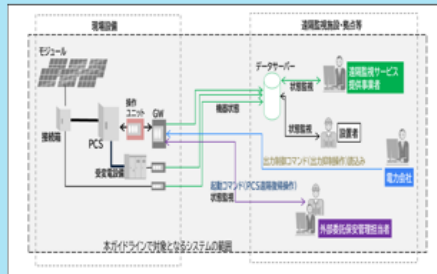 現場設備
遠隔監視施設・拠点等
モジュール
データサーバー
遠隔監視サービス
提供事業者
操作
ユニット
GW
状態監視
機器状態
接続箱
PCS
状態監視
設置者
受変電設備
出力制御コマンド(出力抑制操作)読込み
電力会社
起動コマンド(PCS遠隔復帰操作)
状態監視
外部委託保安管理担当者
本ガイドラインで対象となるシステムの範囲